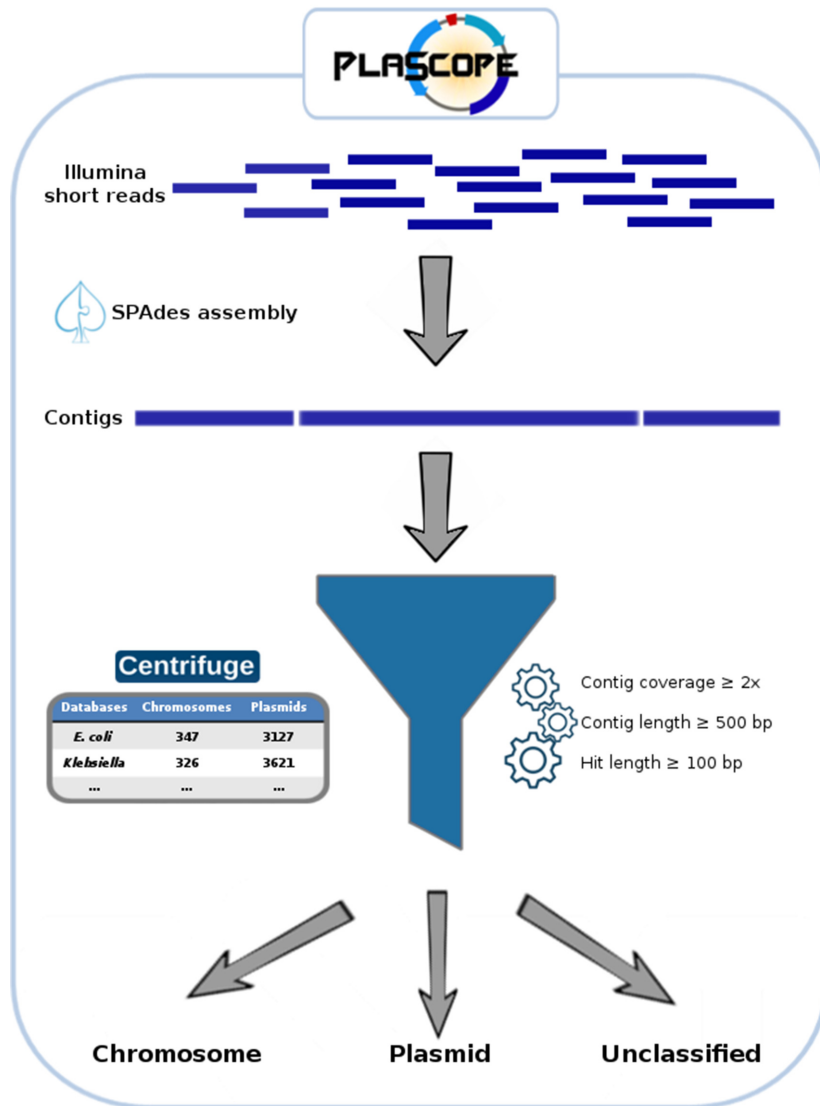 PLASCOPE
Illumina
short reads
SPAdes assembly
Contigs
Centrifuge
Databases Chromosomes Plasmids
E. coli 347 3127
Klebsiella 326 3621
... ... ...
Contig coverage ≥ 2x
Contig length ≥ 500 bp
Hit length ≥ 100 bp
Chromosome Plasmid Unclassified